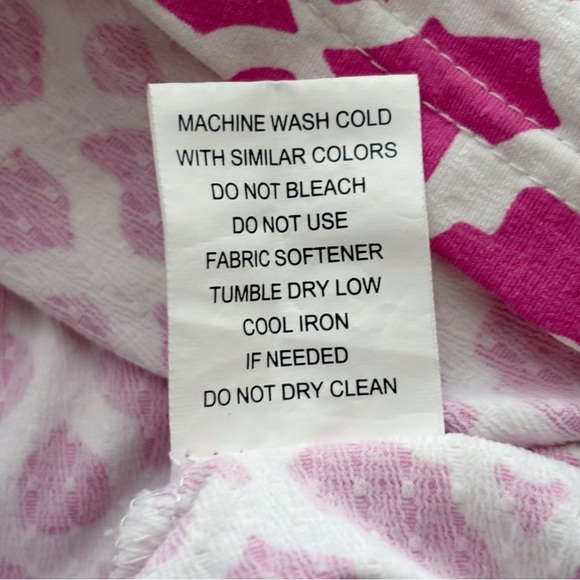 MACHINE WASH COLD
WITH SIMILAR COLORS
DO NOT BLEACH
DO NOT USE
FABRIC SOFTENER
TUMBLE DRY LOW
COOL IRON
IF NEEDED
DO NOT DRY CLEAN